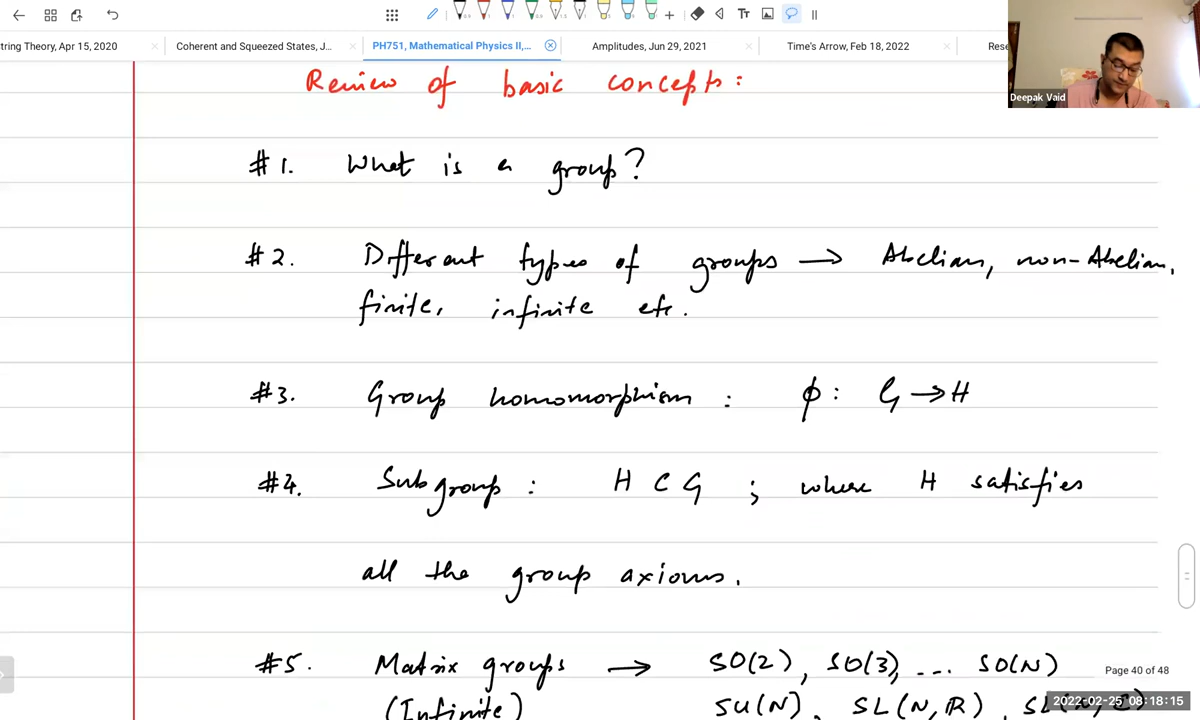 tring Theory, Apr 15, 2020
Coherent and Squeezed States, J...
PH751, Mathematical Physics II,...
Amplitudes, Jun 29, 2021
Time's Arrow, Feb 18, 2022
Rese
Deepak Vaid
Review of basic concepts:
#1. What is a group?
#2. Different types of groups → Abelian, non-Abelian,
finite, infinite etc.
#3. Group homomorphism : φ: G → H
#4. Subgroup : H ⊂ G ; where H satisfies
all the group axioms.
#5. Matrix groups → SO(2), SO(3), ... SO(N)
(Infinite) SU(N), SL(N, R),
Page 40 of 48
2022-02-25 08:18:15